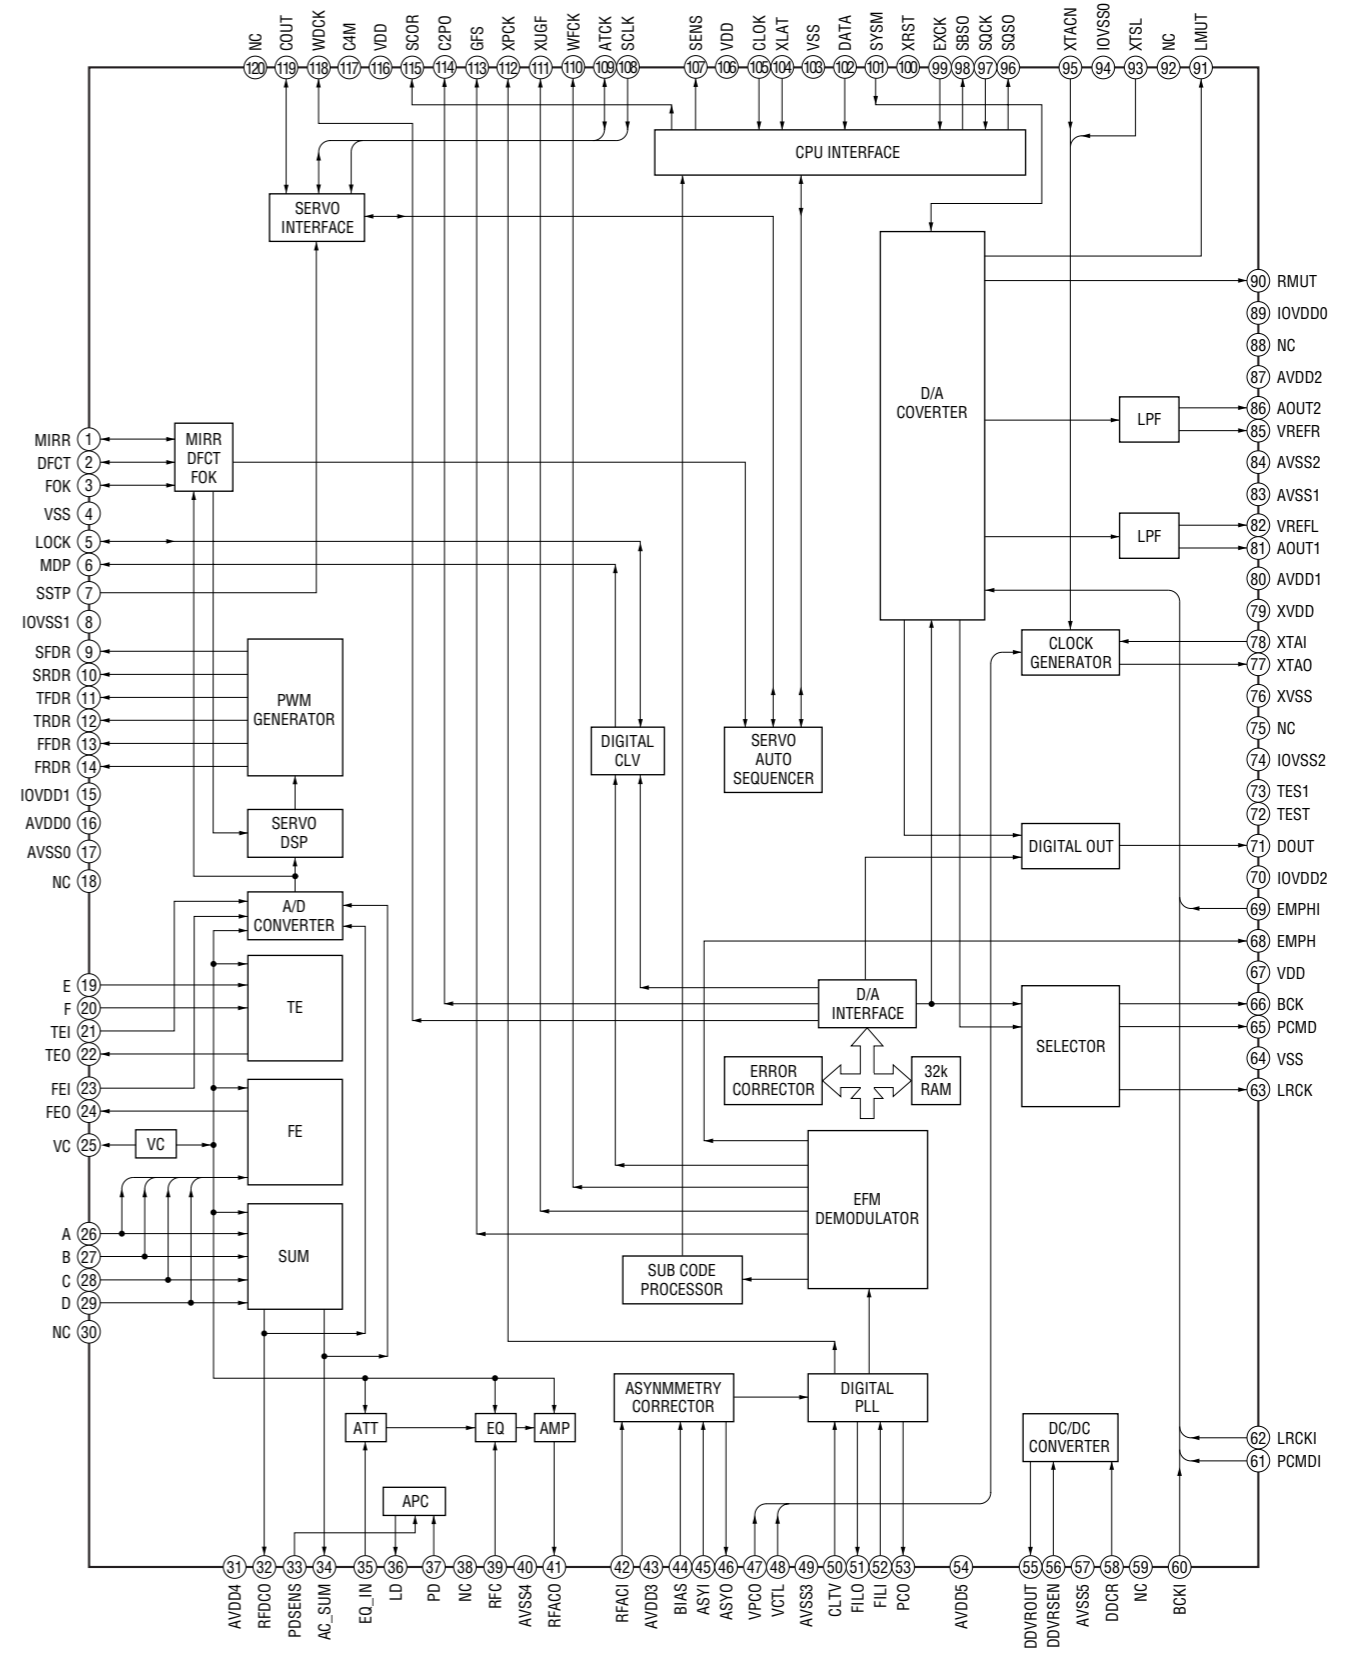 NC COUT WDCK C4M VDD SCOR C2PO GFS XPCK XUGF WFCK ATCK SCLK SENS VDD CLOK XLAT VSS DATA SYSM XRST EXCK SBSO SQCK SQSO XTACN IOVSS0 XTSL NC LMUT
120 119 118 117 116 115 114 113 112 111 110 109 108 107 106 105 104 103 102 101 100 99 98 97 96 95 94 93 92 91
CPU INTERFACE
SERVO
INTERFACE
D/A
COVERTER
90 RMUT
89 IOVDD0
88 NC
87 AVDD2
86 AOUT2
85 VREFR
84 AVSS2
83 AVSS1
82 VREFL
81 AOUT1
80 AVDD1
79 XVDD
78 XTAI
77 XTAO
76 XVSS
75 NC
74 IOVSS2
73 TES1
72 TEST
71 DOUT
70 IOVDD2
69 EMPHI
68 EMPH
67 VDD
66 BCK
65 PCMD
64 VSS
63 LRCK
62 LRCKI
61 PCMDI
LPF
LPF
CLOCK
GENERATOR
DIGITAL OUT
SELECTOR
MIRR 1
DFCT 2
FOK 3
VSS 4
LOCK 5
MDP 6
SSTP 7
IOVSS1 8
SFDR 9
SRDR 10
TFDR 11
TRDR 12
FFDR 13
FRDR 14
IOVDD1 15
AVDD0 16
AVSS0 17
NC 18
E 19
F 20
TEI 21
TEO 22
FEI 23
FEO 24
VC 25
A 26
B 27
C 28
D 29
NC 30
MIRR
DFCT
FOK
PWM
GENERATOR
SERVO
DSP
A/D
CONVERTER
TE
FE
VC
SUM
DIGITAL
CLV
SERVO
AUTO
SEQUENCER
D/A
INTERFACE
ERROR
CORRECTOR
32k
RAM
EFM
DEMODULATOR
SUB CODE
PROCESSOR
ASYNMMETRY
CORRECTOR
DIGITAL
PLL
ATT
EQ
AMP
APC
DC/DC
CONVERTER
31 32 33 34 35 36 37 38 39 40 41 42 43 44 45 46 47 48 49 50 51 52 53 54 55 56 57 58 59 60
AVDD4 RFDCO PDSENS AC_SUM EQ_IN LD PD NC RFC AVSS4 RFACO RFACI AVDD3 BIAS ASYI ASYO VPCO VCTL AVSS3 CLTV FILO FILI PCO AVDD5 DDVROUT DDVRSEN AVSS5 DDCR NC BCKI